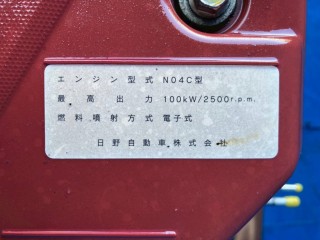 エンジン型式 N04C型
最高出力 100kW/2500r.p.m.
燃料噴射方式 電子式
日野自動車株式会社